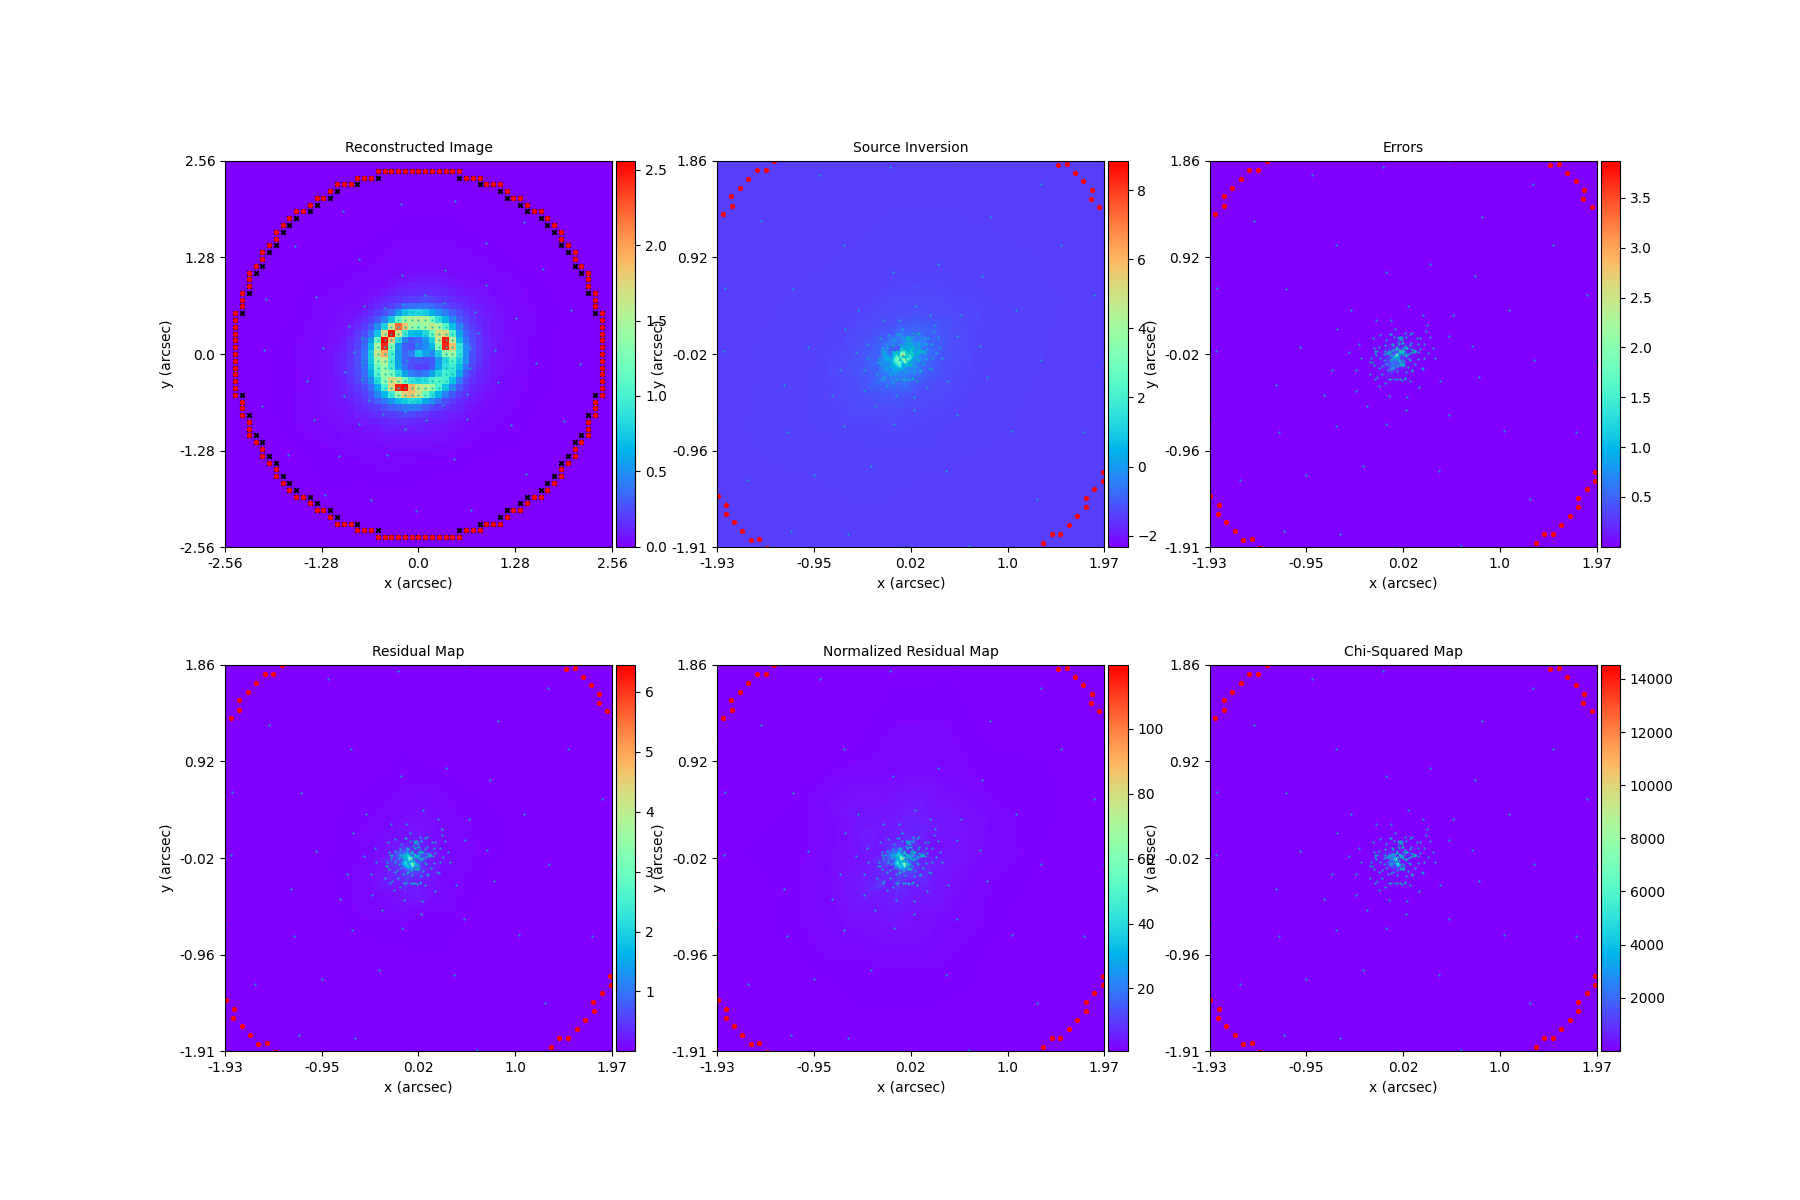 Reconstructed Image
2.56
1.28
0.0
-1.28
-2.56
y (arcsec)
-2.56 -1.28 0.0 1.28 2.56
x (arcsec)
2.5
2.0
1.5
1.0
0.5
0.0
Source Inversion
1.86
0.92
-0.02
-0.96
-1.91
y (arcsec)
-1.93 -0.95 0.02 1.0 1.97
x (arcsec)
8
6
4
2
0
−2
Errors
1.86
0.92
-0.02
-0.96
-1.91
y (arcsec)
-1.93 -0.95 0.02 1.0 1.97
x (arcsec)
3.5
3.0
2.5
2.0
1.5
1.0
0.5
Residual Map
1.86
0.92
-0.02
-0.96
-1.91
y (arcsec)
-1.93 -0.95 0.02 1.0 1.97
x (arcsec)
6
5
4
3
2
1
Normalized Residual Map
1.86
0.92
-0.02
-0.96
-1.91
y (arcsec)
-1.93 -0.95 0.02 1.0 1.97
x (arcsec)
100
80
60
40
20
Chi-Squared Map
1.86
0.92
-0.02
-0.96
-1.91
y (arcsec)
-1.93 -0.95 0.02 1.0 1.97
x (arcsec)
14000
12000
10000
8000
6000
4000
2000